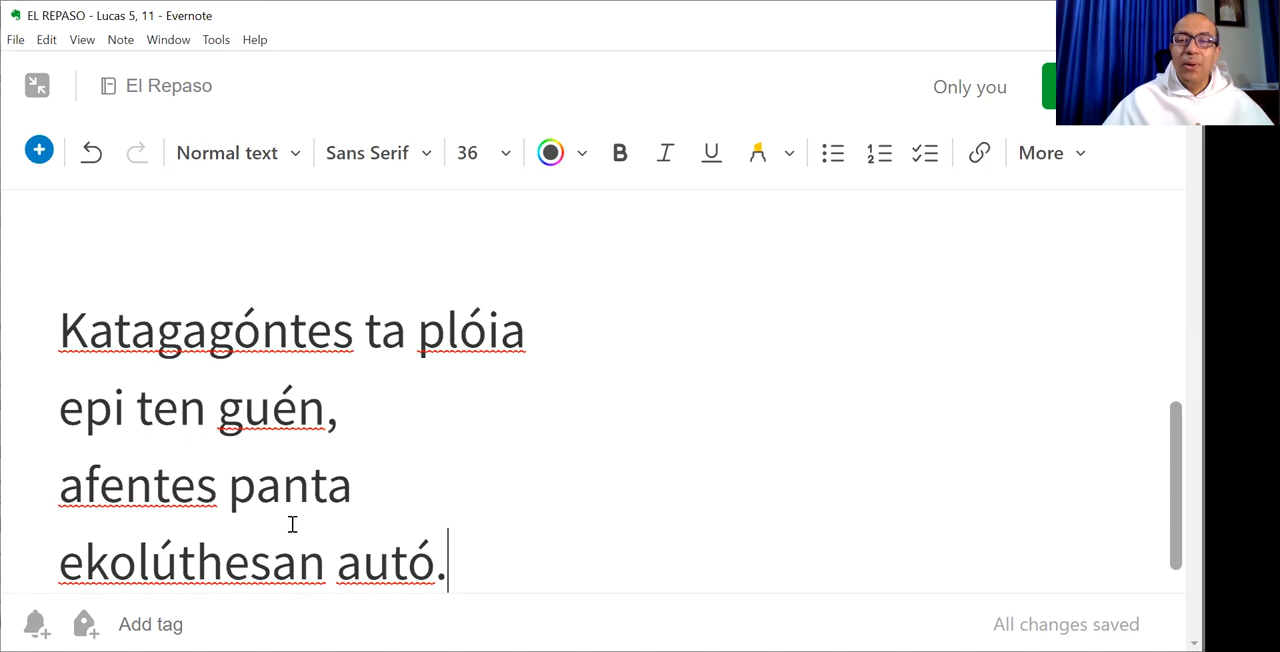 EL REPASO - Lucas 5, 11 - Evernote
File Edit View Note Window Tools Help
El Repaso
Only you
Normal text Sans Serif 36 B I U More
Katagagóntes ta plóia
epi ten guén,
afentes panta
ekolúthesan autó.
Add tag
All changes saved